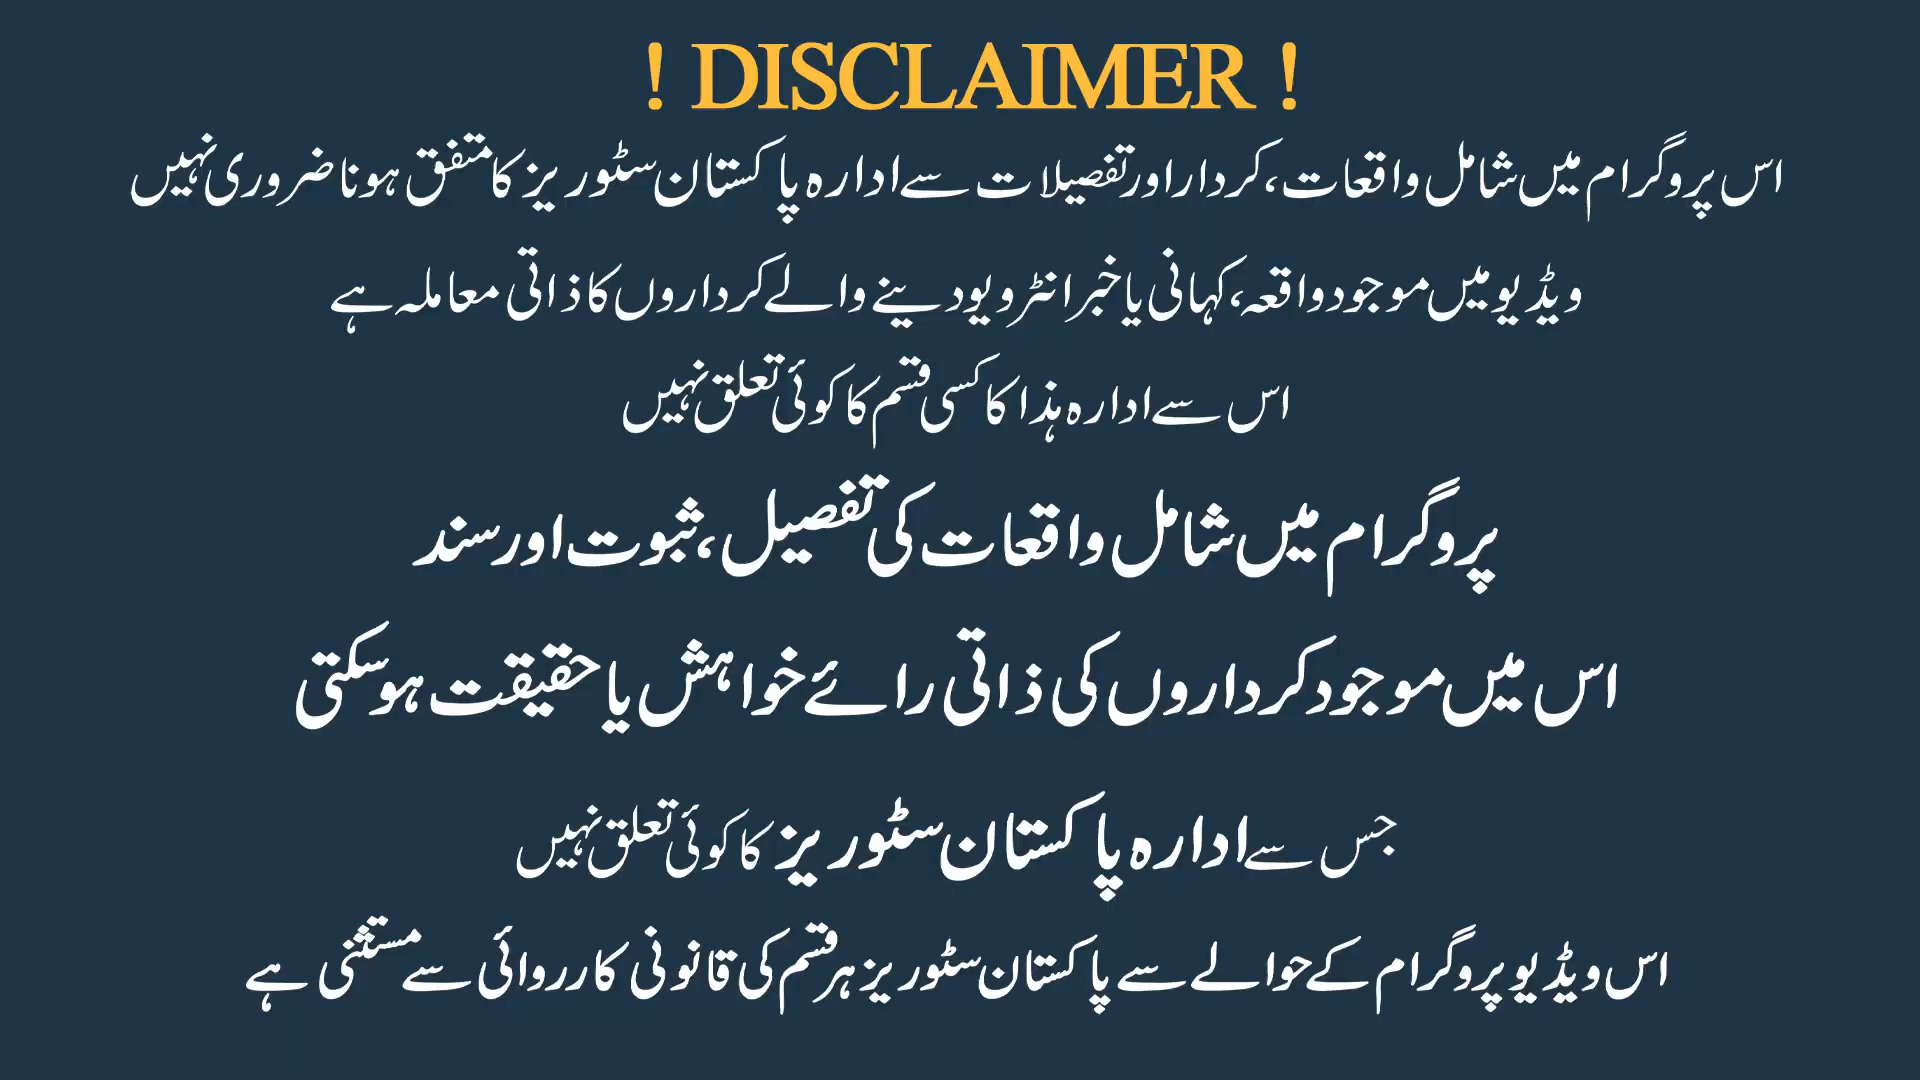 ! DISCLAIMER !
اس پروگرام میں شامل واقعات، کردار اور تفصیلات سے ادارہ پاکستان سٹوریز کا متفق ہونا ضروری نہیں
ویڈیو میں موجود واقعہ، کہانی یا خبر انٹرویو دینے والے کرداروں کا ذاتی معاملہ ہے
اس سے ادارہ ہذا کا کسی قسم کا کوئی تعلق نہیں
پروگرام میں شامل واقعات کی تفصیل، ثبوت اور سند
اس میں موجود کرداروں کی ذاتی رائے خواہش یا حقیقت ہوسکتی
جس سے ادارہ پاکستان سٹوریز کا کوئی تعلق نہیں
اس ویڈیو پروگرام کے حوالے سے پاکستان سٹوریز ہر قسم کی قانونی کارروائی سے مستثنی ہے